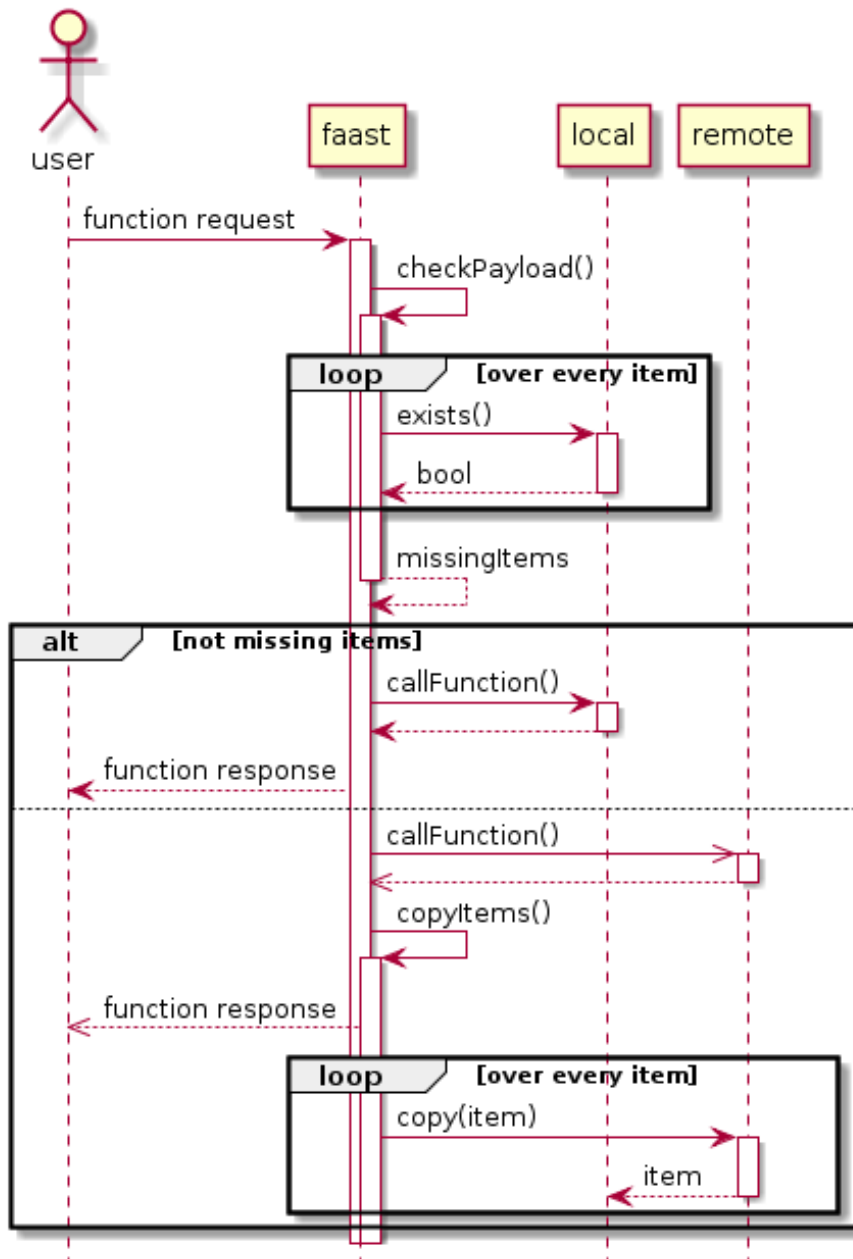 user
faast
local
remote
function request
checkPayload()
loop [over every item]
exists()
bool
missingItems
alt [not missing items]
callFunction()
function response
callFunction()
copyItems()
function response
loop [over every item]
copy(item)
item